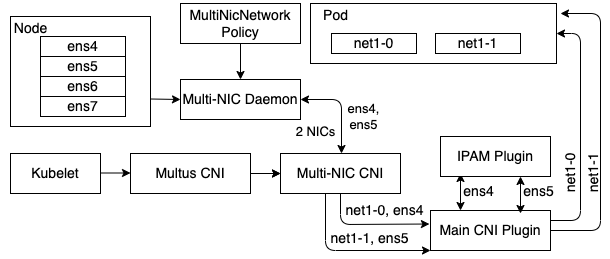 Node
ens4
ens5
ens6
ens7
MultiNicNetwork
Policy
Pod
net1-0
net1-1
Multi-NIC Daemon
ens4,
ens5
2 NICs
Kubelet
Multus CNI
Multi-NIC CNI
IPAM Plugin
ens4
ens5
net1-0
net1-1
net1-0, ens4
net1-1, ens5
Main CNI Plugin